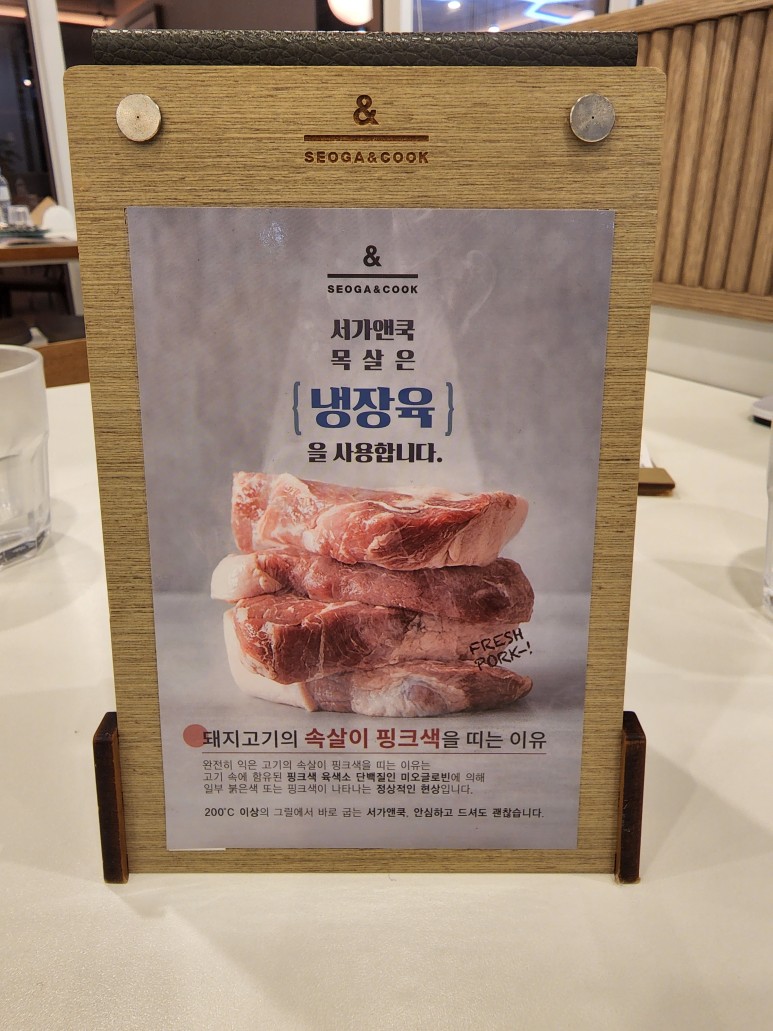 &
SEOGA&COOK
&
SEOGA&COOK
서가앤쿡
목살은
{냉장육}
을 사용합니다.
FRESH
PORK-!
돼지고기의 속살이 핑크색을 띠는 이유
완전히 익은 고기의 속살이 핑크색을 띠는 이유는
고기 속에 함유된 핑크색 육색소 단백질인 미오글로빈에 의해
일부 붉은색 또는 핑크색이 나타나는 정상적인 현상입니다.
200℃ 이상의 그릴에서 바로 굽는 서가앤쿡, 안심하고 드셔도 괜찮습니다.